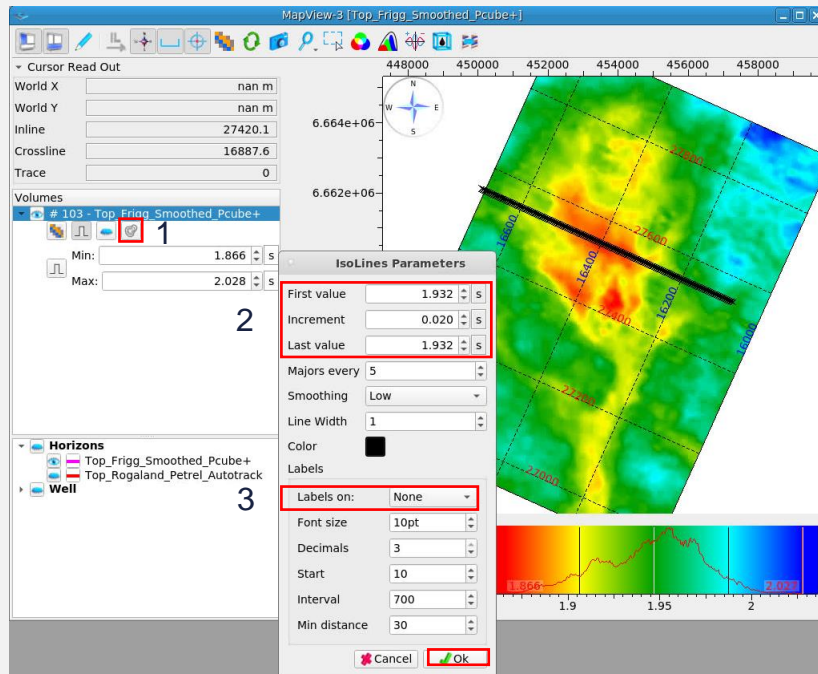 MapView-3 [Top_Frigg_Smoothed_Pcube+]
Cursor Read Out
World X nan m
World Y nan m
Inline 27420.1
Crossline 16887.6
Trace 0
Volumes
# 103 - Top_Frigg_Smoothed_Pcube+
1
Min: 1.866 s
Max: 2.028 s
2
Horizons
Top_Frigg_Smoothed_Pcube+
Top_Rogaland_Petrel_Autotrack
Well
3
IsoLines Parameters
First value 1.932 s
Increment 0.020 s
Last value 1.932 s
Majors every 5
Smoothing Low
Line Width 1
Color
Labels
Labels on: None
Font size 10pt
Decimals 3
Start 10
Interval 700
Min distance 30
Cancel Ok
448000 450000 452000 454000 456000 458000
N
W E
S
6.664e+06
6.662e+06
27800
27600
27400
27200
27000
16600
16400
16200
16000
1.866
1.9 1.95 2